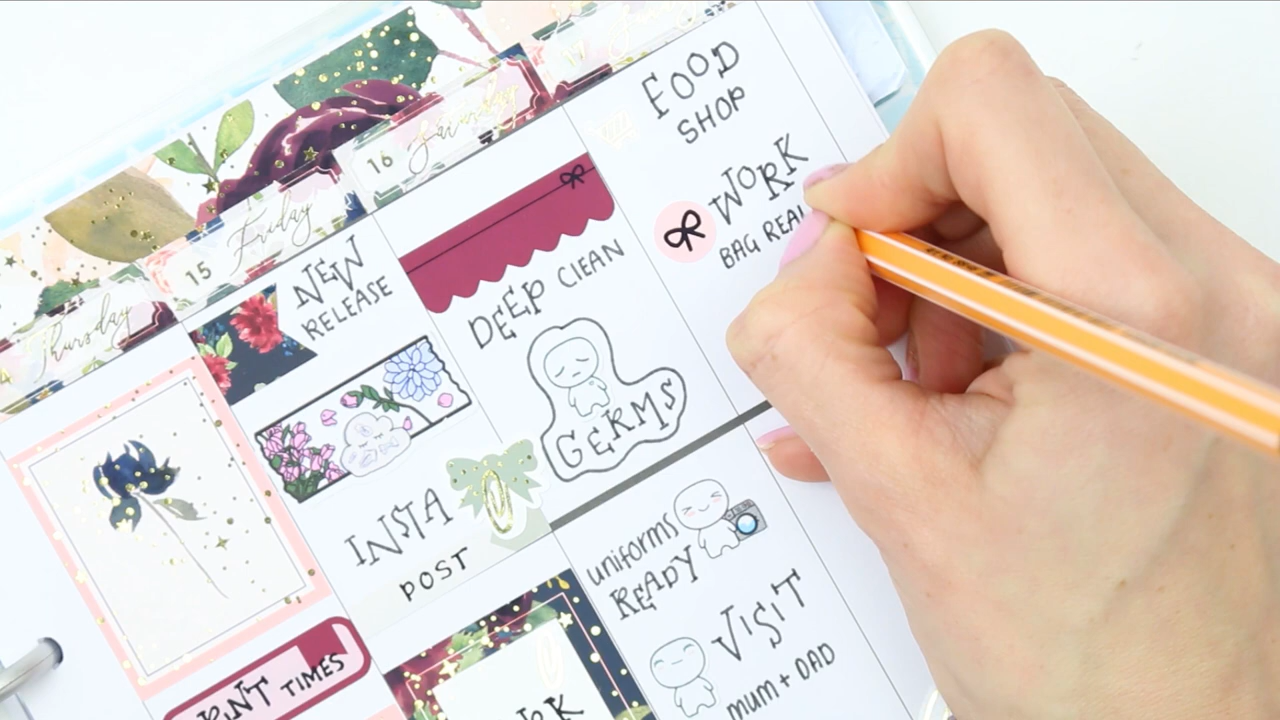 17
16 Saturday
15 Friday
Thursday
NEW
RELEASE
INSTA
POST
TIMES
DEEP CLEAN
GERMS
FOOD
SHOP
WORK
BAG
uniforms
READY
VISIT
mum + DAD